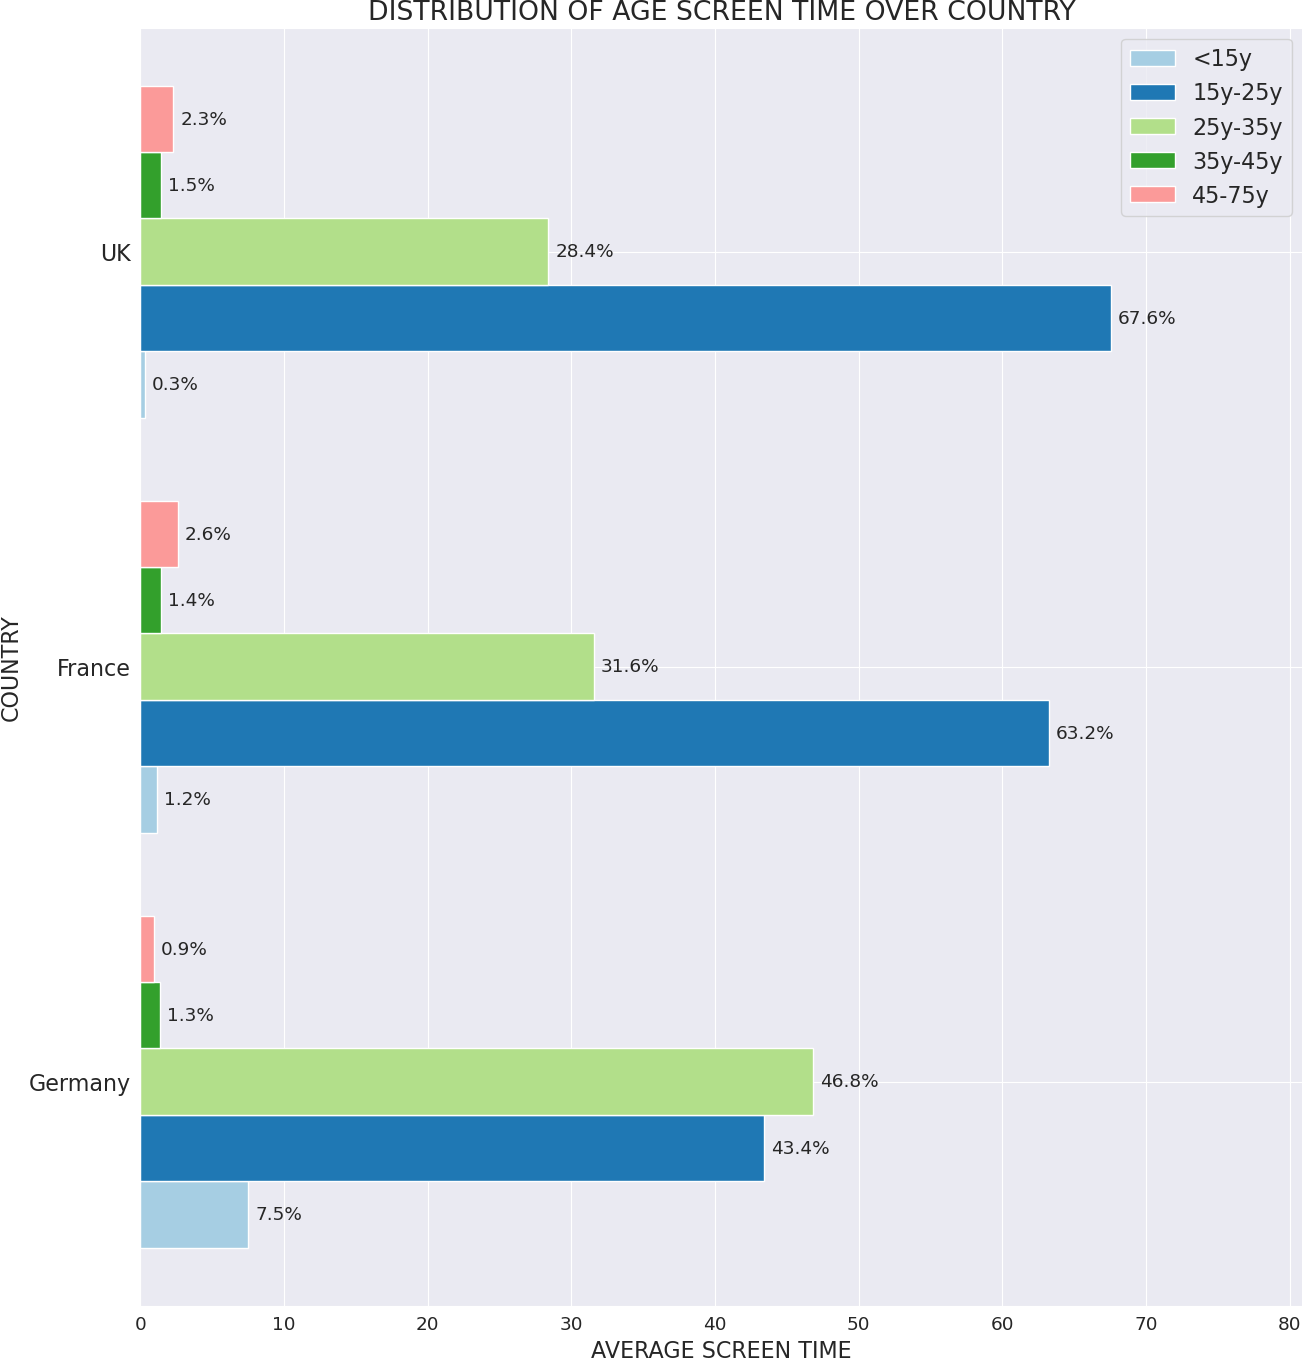 DISTRIBUTION OF AGE SCREEN TIME OVER COUNTRY
<15y
15y-25y
25y-35y
35y-45y
45-75y
2.3%
1.5%
UK
28.4%
67.6%
0.3%
2.6%
1.4%
France
31.6%
63.2%
1.2%
COUNTRY
0.9%
1.3%
Germany
46.8%
43.4%
7.5%
0 10 20 30 40 50 60 70 80
AVERAGE SCREEN TIME